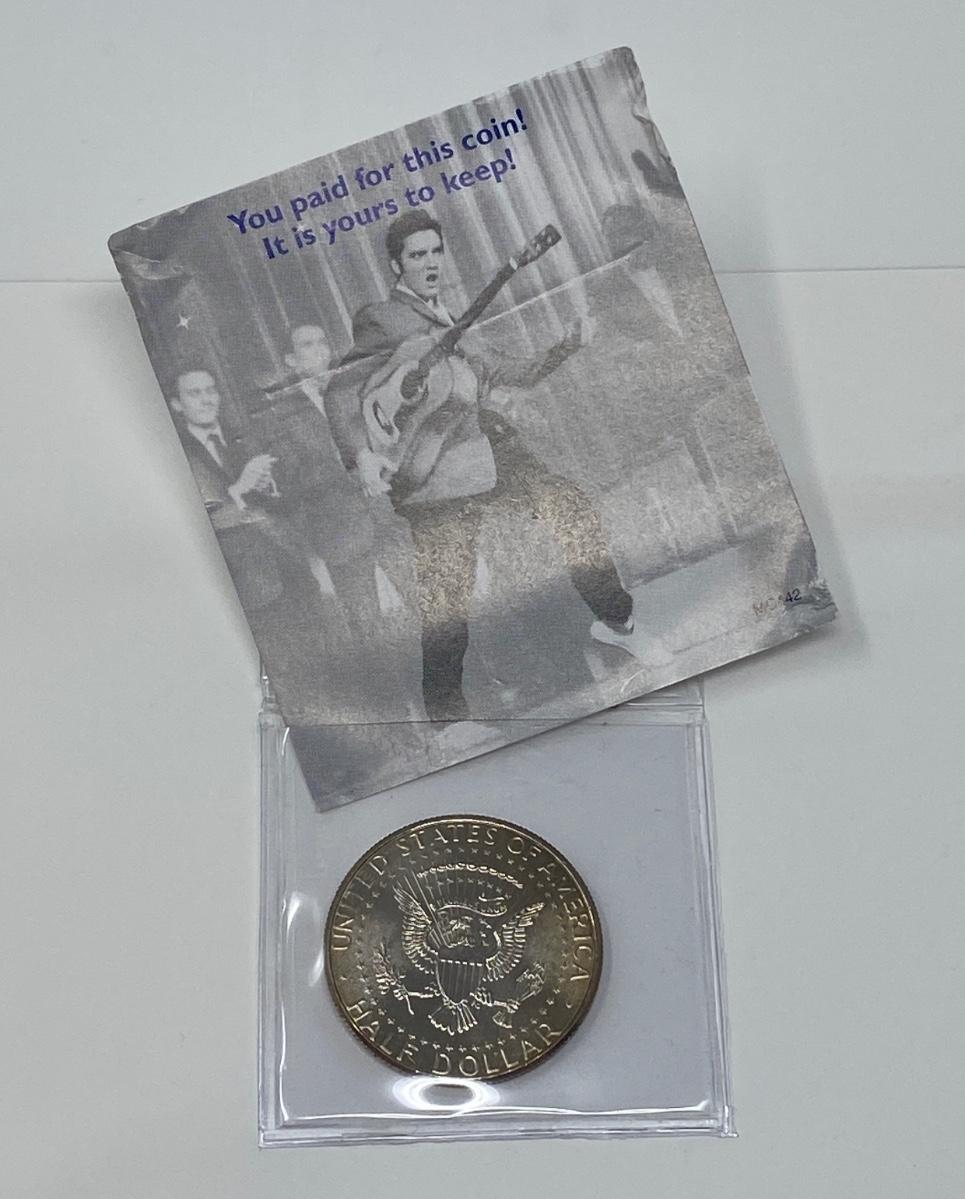 You paid for this coin!
It is yours to keep!
UNITED STATES OF AMERICA
HALF DOLLAR